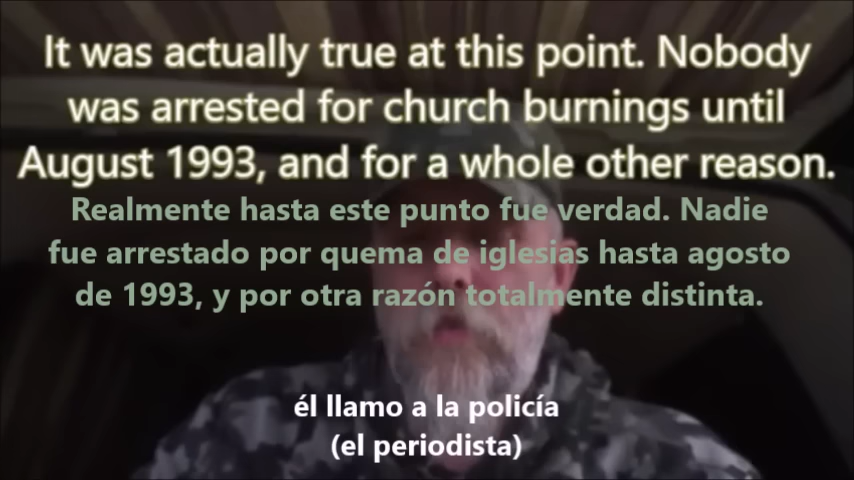 It was actually true at this point. Nobody
was arrested for church burnings until
August 1993, and for a whole other reason.
Realmente hasta este punto fue verdad. Nadie
fue arrestado por quema de iglesias hasta agosto
de 1993, y por otra razón totalmente distinta.
él llamo a la policía
(el periodista)